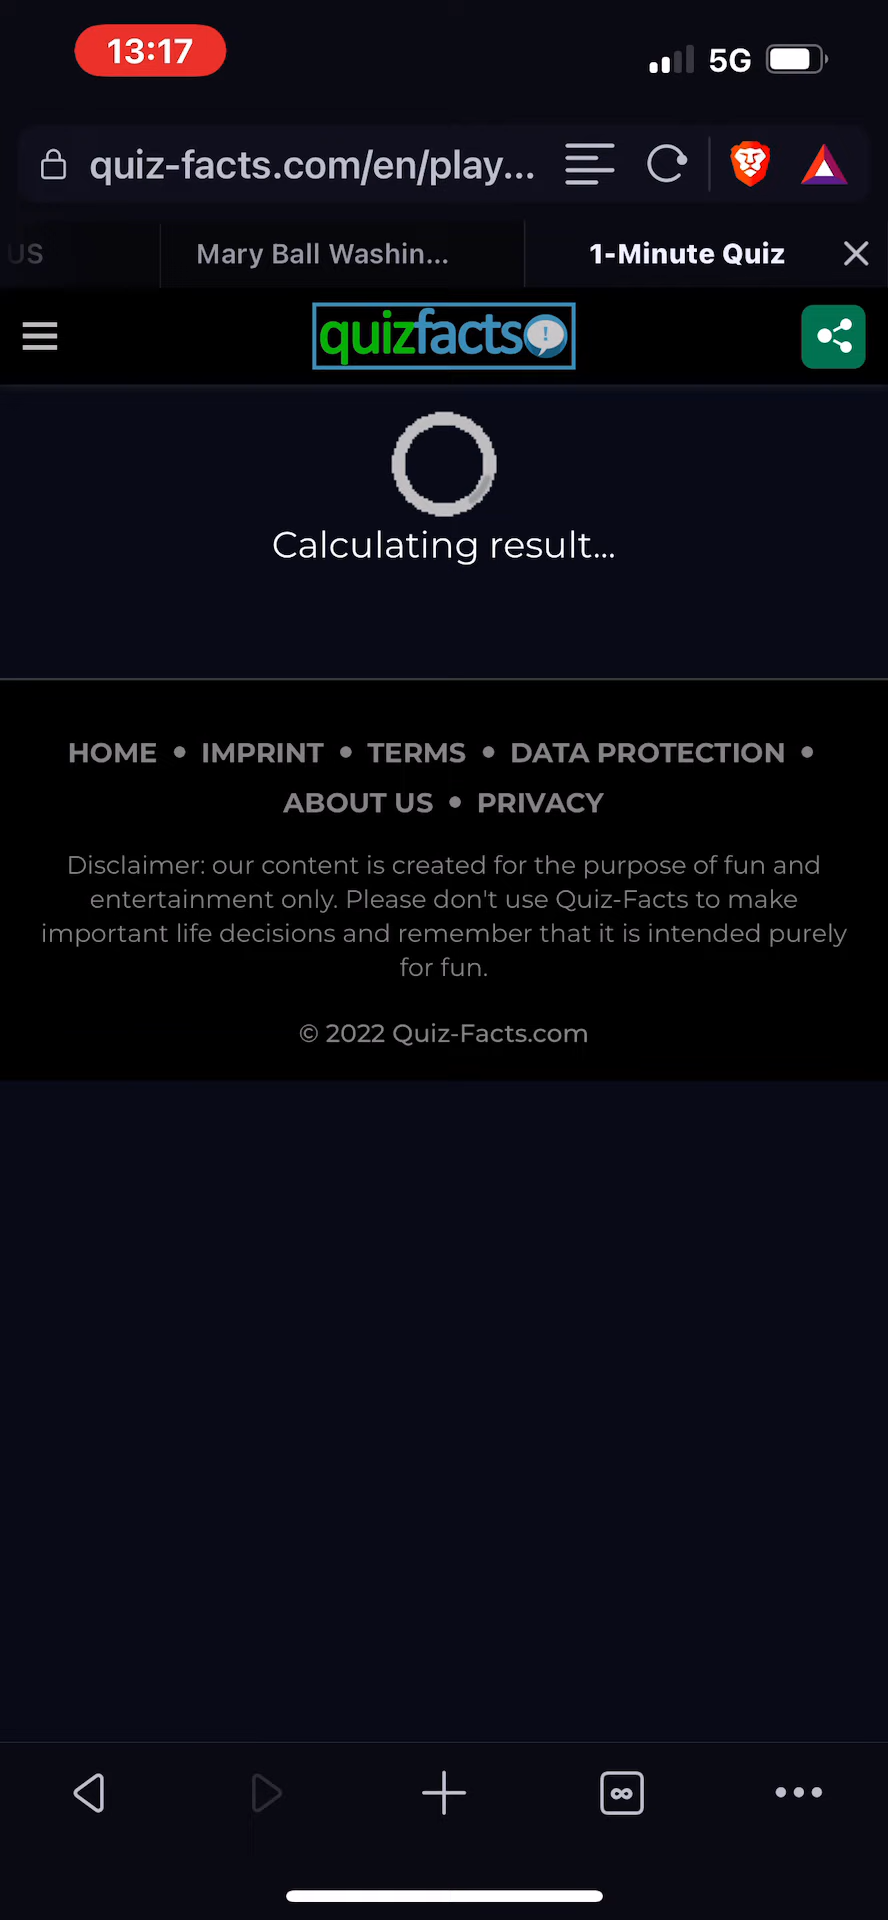 13:17
5G
quiz-facts.com/en/play...
US
Mary Ball Washin...
1-Minute Quiz
quizfacts!
Calculating result...
HOME • IMPRINT • TERMS • DATA PROTECTION •
ABOUT US • PRIVACY
Disclaimer: our content is created for the purpose of fun and
entertainment only. Please don't use Quiz-Facts to make
important life decisions and remember that it is intended purely
for fun.
© 2022 Quiz-Facts.com